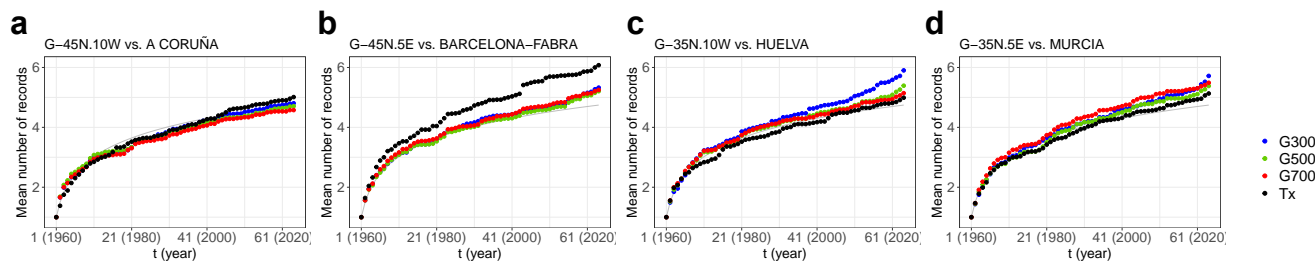 a
G−45N.10W vs. A CORUÑA
Mean number of records
6
4
2
1 (1960) 21 (1980) 41 (2000) 61 (2020)
t (year)
b
G−45N.5E vs. BARCELONA−FABRA
Mean number of records
6
4
2
1 (1960) 21 (1980) 41 (2000) 61 (2020)
t (year)
c
G−35N.10W vs. HUELVA
Mean number of records
6
4
2
1 (1960) 21 (1980) 41 (2000) 61 (2020)
t (year)
d
G−35N.5E vs. MURCIA
Mean number of records
6
4
2
1 (1960) 21 (1980) 41 (2000) 61 (2020)
t (year)
G300
G500
G700
Tx